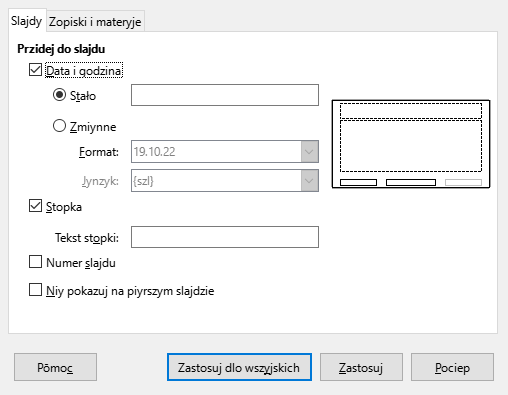 Slajdy Zopiski i materyje
Przidej do slajdu
Data i godzina
Stało
Zmiynne
Format: 19.10.22
Jynzyk: {szl}
Stopka
Tekst stopki:
Numer slajdu
Niy pokazuj na piyrszym slajdzie
Pōmoc Zastosuj dlo wszyjskich Zastosuj Pociep